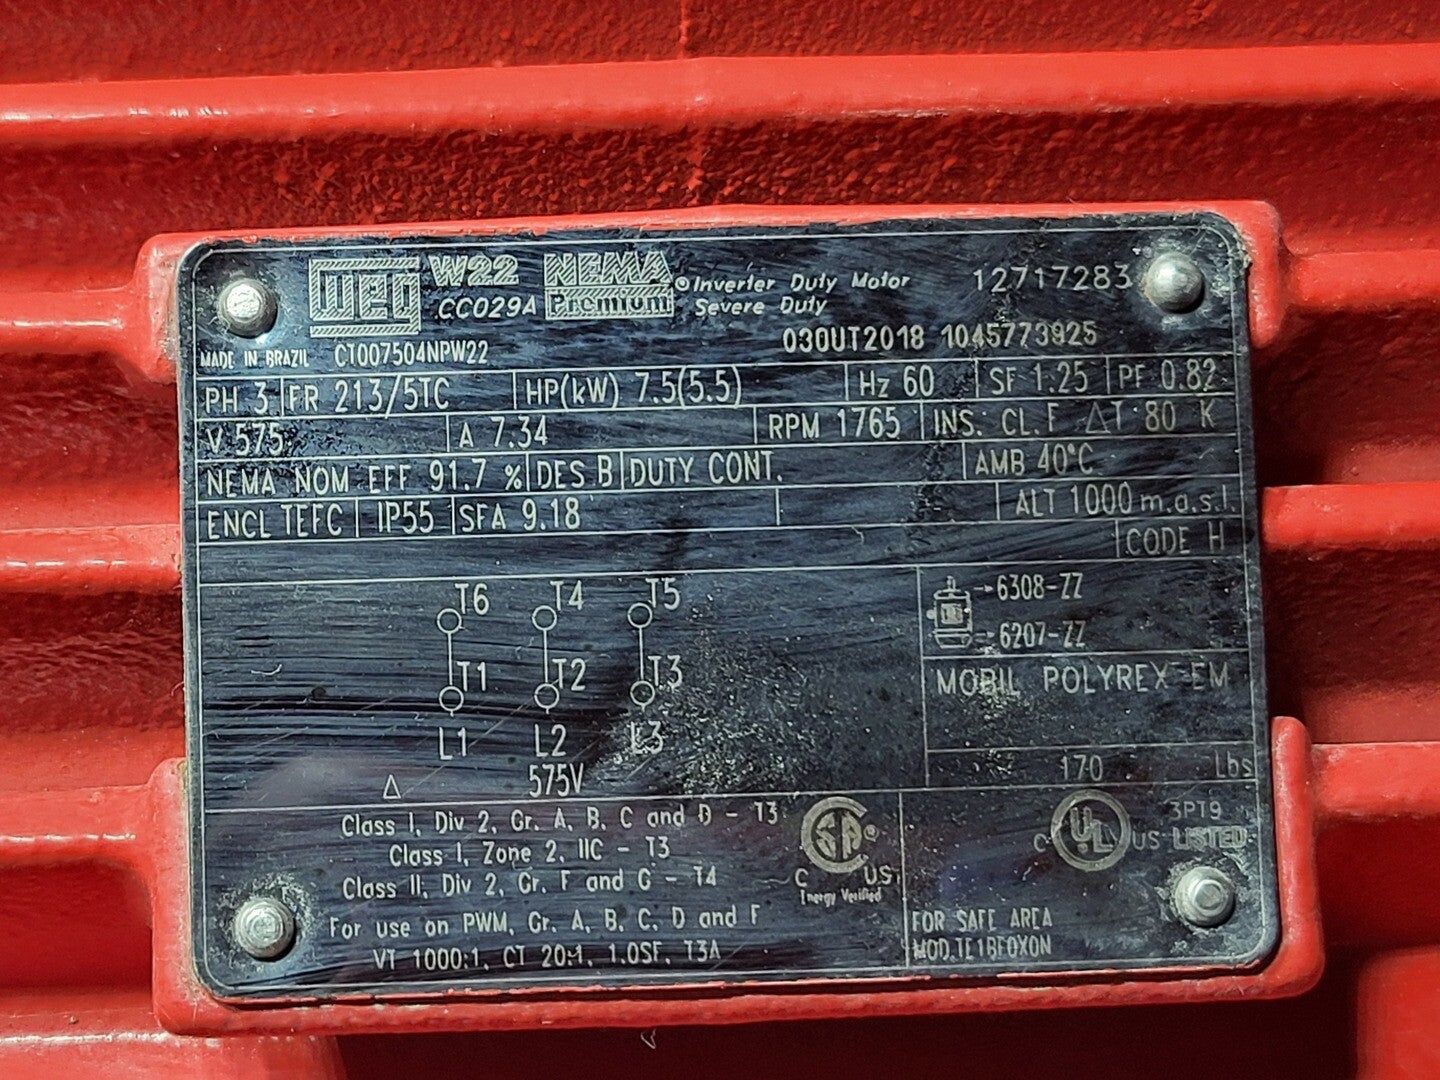 WEG W22 NEMA Premium Inverter Duty Motor 12717283
CC029A Severe Duty
MADE IN BRAZIL CT007504NPW22 03OUT2018 1045773925
PH 3 FR 213/5TC HP(kW) 7.5(5.5) Hz 60 SF 1.25 PF 0.82
V 575 A 7.34 RPM 1765 INS. CL. F ΔT 80 K
NEMA NOM EFF 91.7 % DES B DUTY CONT. AMB 40°C
ENCL TEFC IP55 SFA 9.18 ALT 1000 m.a.s.l.
CODE H
T6 T4 T5
T1 T2 T3
L1 L2 L3
Δ 575V
6308-ZZ
6207-ZZ
MOBIL POLYREX EM
170 Lbs
Class I, Div 2, Gr. A, B, C and D - T3
Class I, Zone 2, IIC - T3
Class II, Div 2, Gr. F and G - T4
For use on PWM, Gr. A, B, C, D and F
VT 1000:1, CT 20:1, 1.0SF, T3A
CSA ® C US
Energy Verified
C UL US 3PT9 LISTED
FOR SAFE AREA
MOD.TE1BF0X0N